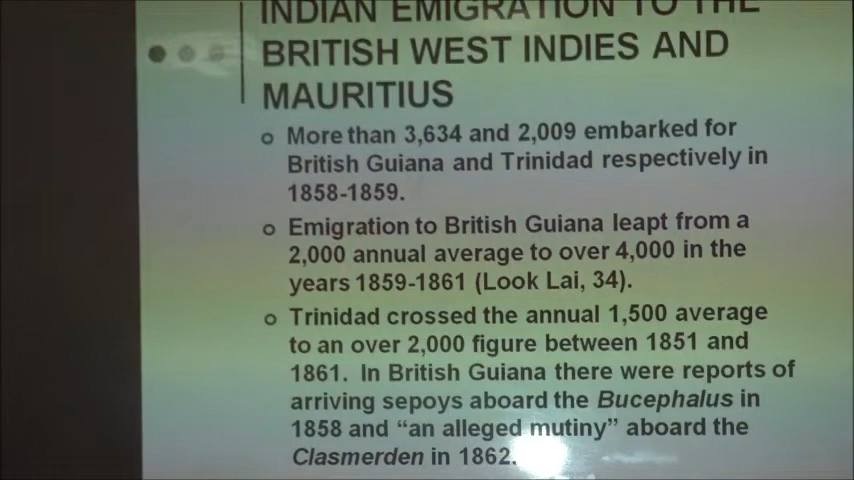 INDIAN EMIGRATION TO THE
BRITISH WEST INDIES AND
MAURITIUS
o More than 3,634 and 2,009 embarked for
British Guiana and Trinidad respectively in
1858-1859.
o Emigration to British Guiana leapt from a
2,000 annual average to over 4,000 in the
years 1859-1861 (Look Lai, 34).
o Trinidad crossed the annual 1,500 average
to an over 2,000 figure between 1851 and
1861. In British Guiana there were reports of
arriving sepoys aboard the Bucephalus in
1858 and “an alleged mutiny” aboard the
Clasmerden in 1862.